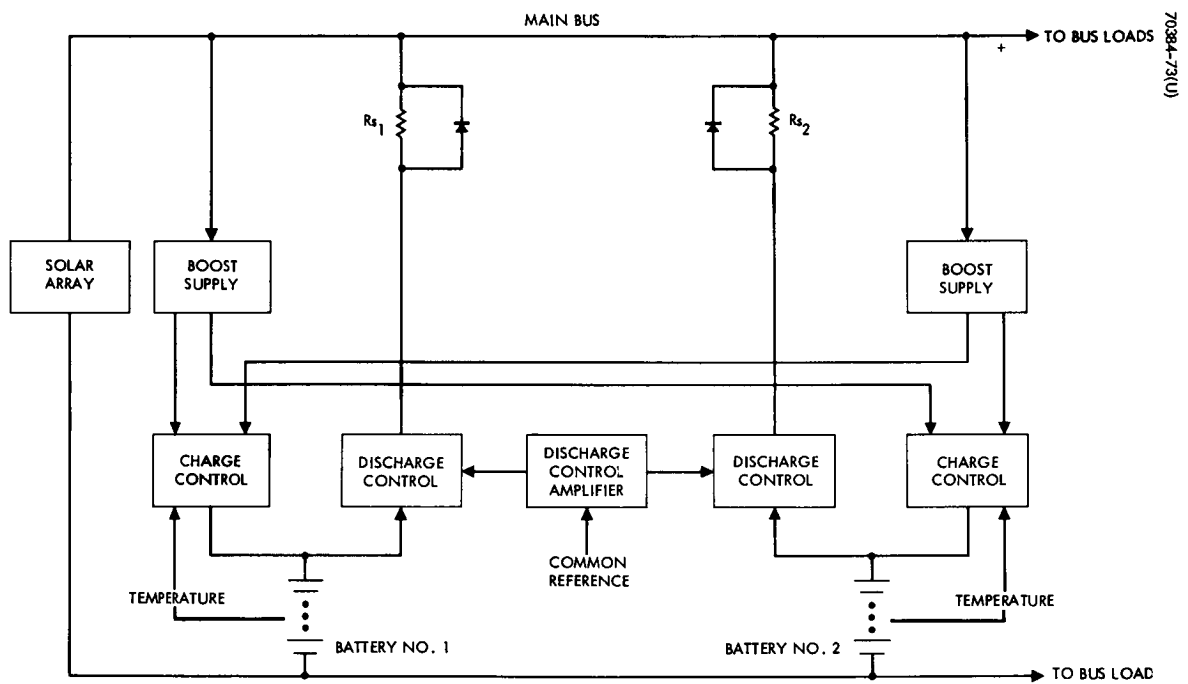 MAIN BUS
+
TO BUS LOADS
70384-73(U)
Rs1
Rs2
SOLAR
ARRAY
BOOST
SUPPLY
BOOST
SUPPLY
CHARGE
CONTROL
DISCHARGE
CONTROL
DISCHARGE
CONTROL
AMPLIFIER
DISCHARGE
CONTROL
CHARGE
CONTROL
COMMON
REFERENCE
TEMPERATURE
TEMPERATURE
BATTERY NO. 1
BATTERY NO. 2
TO BUS LOAD